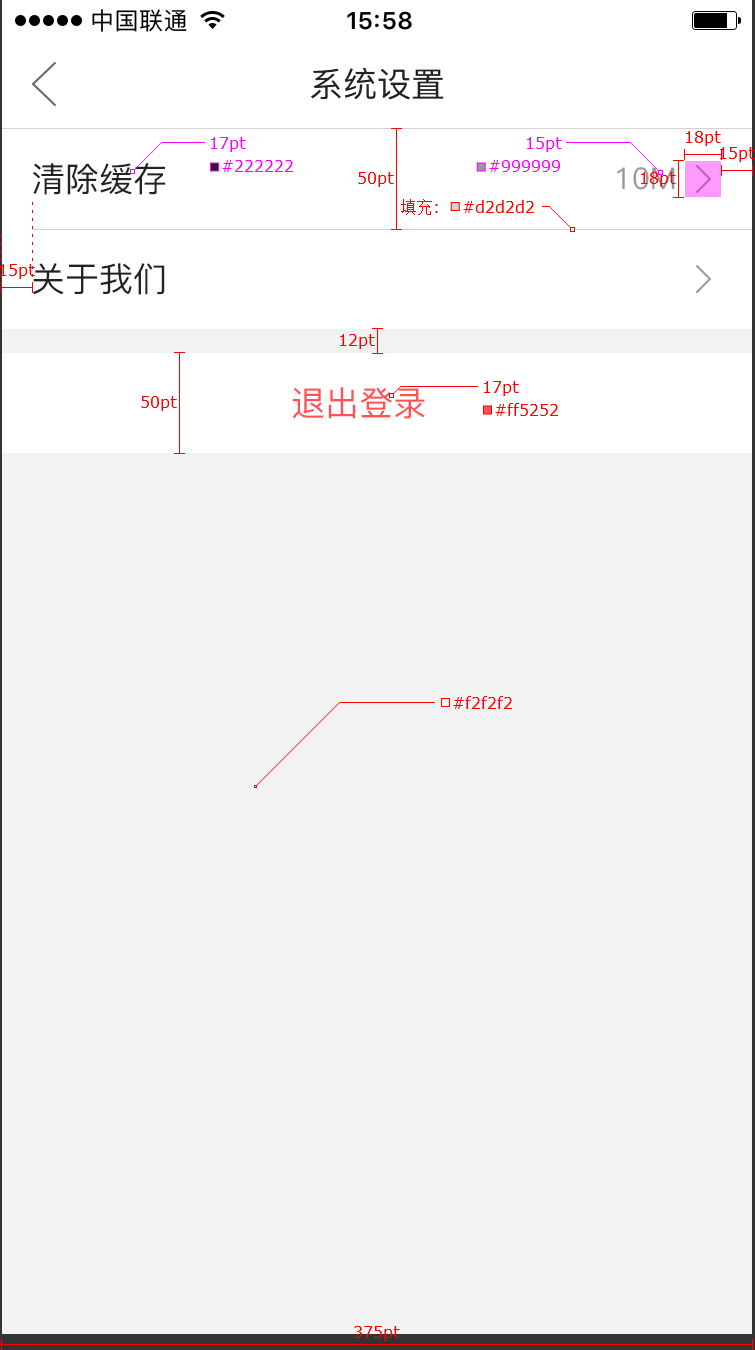 中国联通 15:58
系统设置
17pt 15pt 18pt
#222222 #999999 15pt
清除缓存 50pt 10M 18pt
填充: #d2d2d2
15pt
关于我们
12pt
17pt
50pt 退出登录
#ff5252
#f2f2f2
375pt